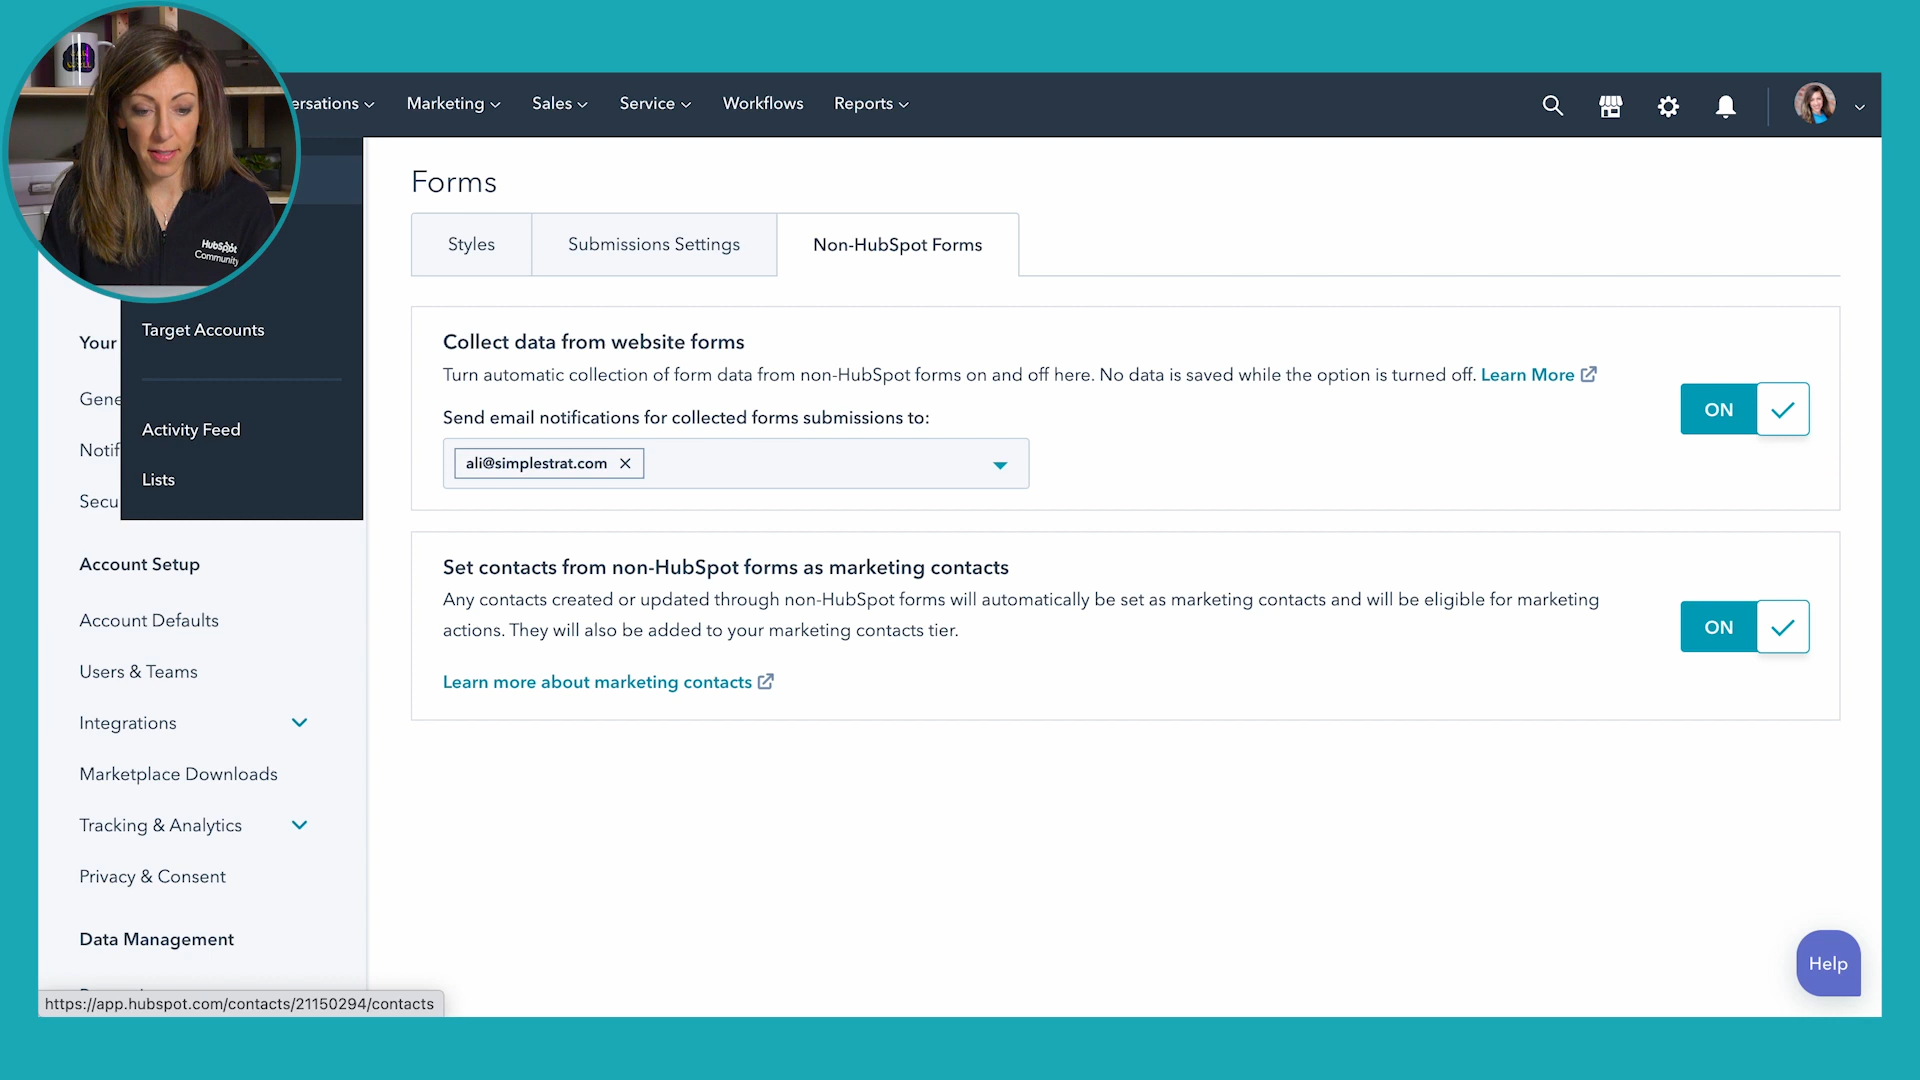 ersations
Marketing
Sales
Service
Workflows
Reports
HubSpot
Community
Forms
Styles
Submissions Settings
Non-HubSpot Forms
Target Accounts
Activity Feed
Lists
Your
Gene
Notif
Secu
Account Setup
Account Defaults
Users & Teams
Integrations
Marketplace Downloads
Tracking & Analytics
Privacy & Consent
Data Management
https://app.hubspot.com/contacts/21150294/contacts
Collect data from website forms
Turn automatic collection of form data from non-HubSpot forms on and off here. No data is saved while the option is turned off. Learn More
Send email notifications for collected forms submissions to:
ali@simplestrat.com
ON
Set contacts from non-HubSpot forms as marketing contacts
Any contacts created or updated through non-HubSpot forms will automatically be set as marketing contacts and will be eligible for marketing
actions. They will also be added to your marketing contacts tier.
ON
Learn more about marketing contacts
Help